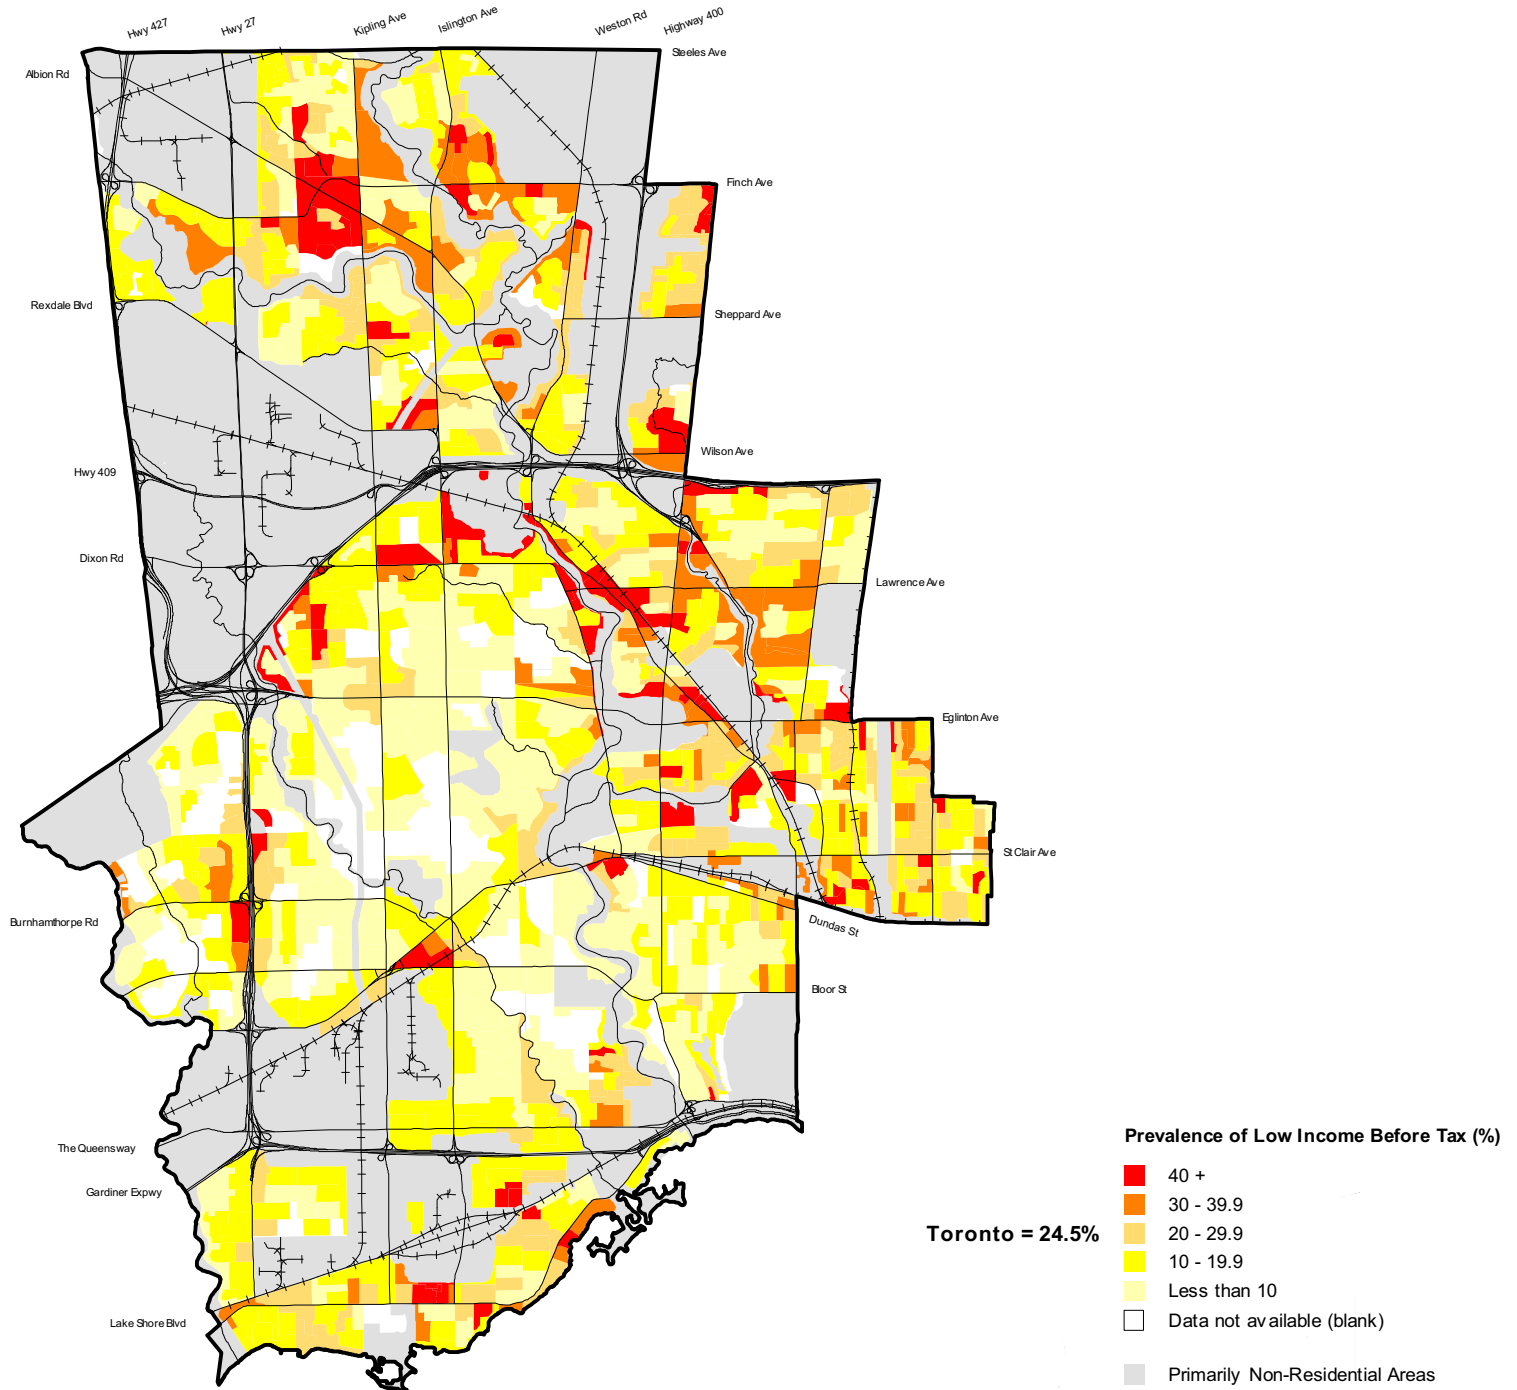 Hwy 427
Hwy 27
Kipling Ave
Islington Ave
Weston Rd
Highway 400
Steeles Ave
Albion Rd
Finch Ave
Rexdale Blvd
Sheppard Ave
Wilson Ave
Hwy 409
Dixon Rd
Lawrence Ave
Eglinton Ave
St Clair Ave
Burnhamthorpe Rd
Dundas St
Bloor St
The Queensway
Gardiner Expwy
Lake Shore Blvd
Toronto = 24.5%
Prevalence of Low Income Before Tax (%)
40 +
30 - 39.9
20 - 29.9
10 - 19.9
Less than 10
Data not available (blank)
Primarily Non-Residential Areas